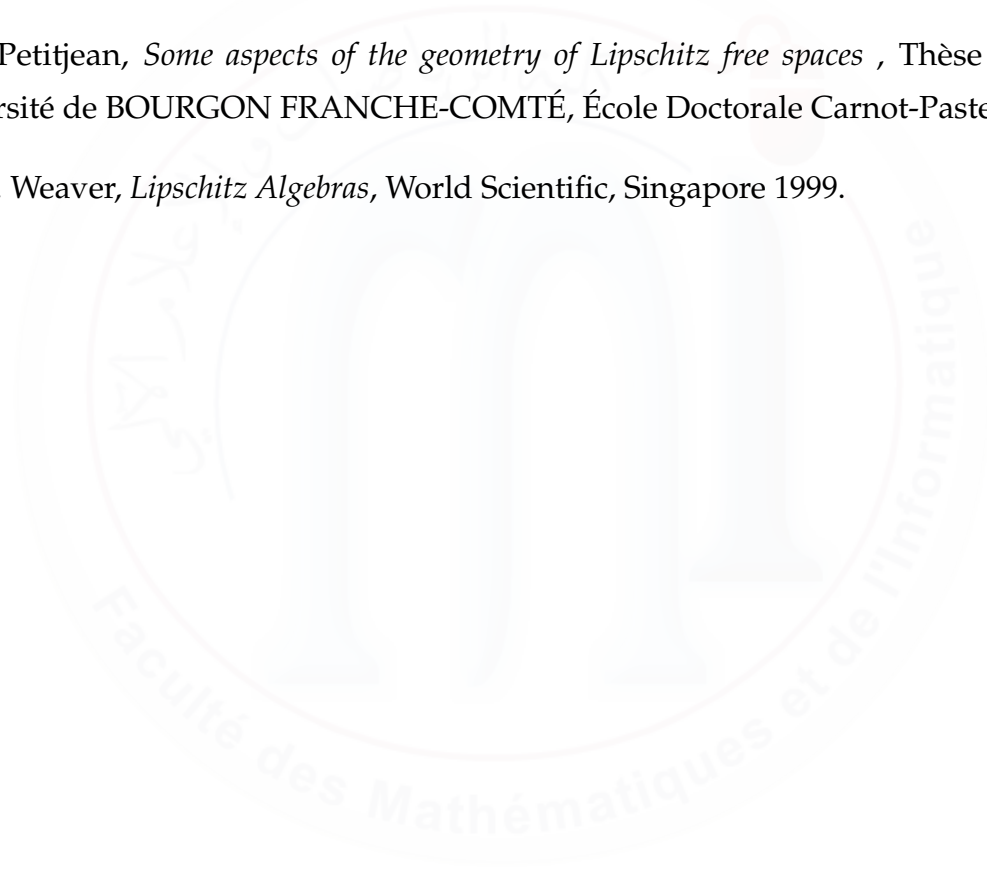 Petitjean, Some aspects of the geometry of Lipschitz free spaces , Thèse
rsité de BOURGON FRANCHE-COMTÉ, École Doctorale Carnot-Paste
. Weaver, Lipschitz Algebras, World Scientific, Singapore 1999.
Faculté des Mathématiques et de l'Informatique